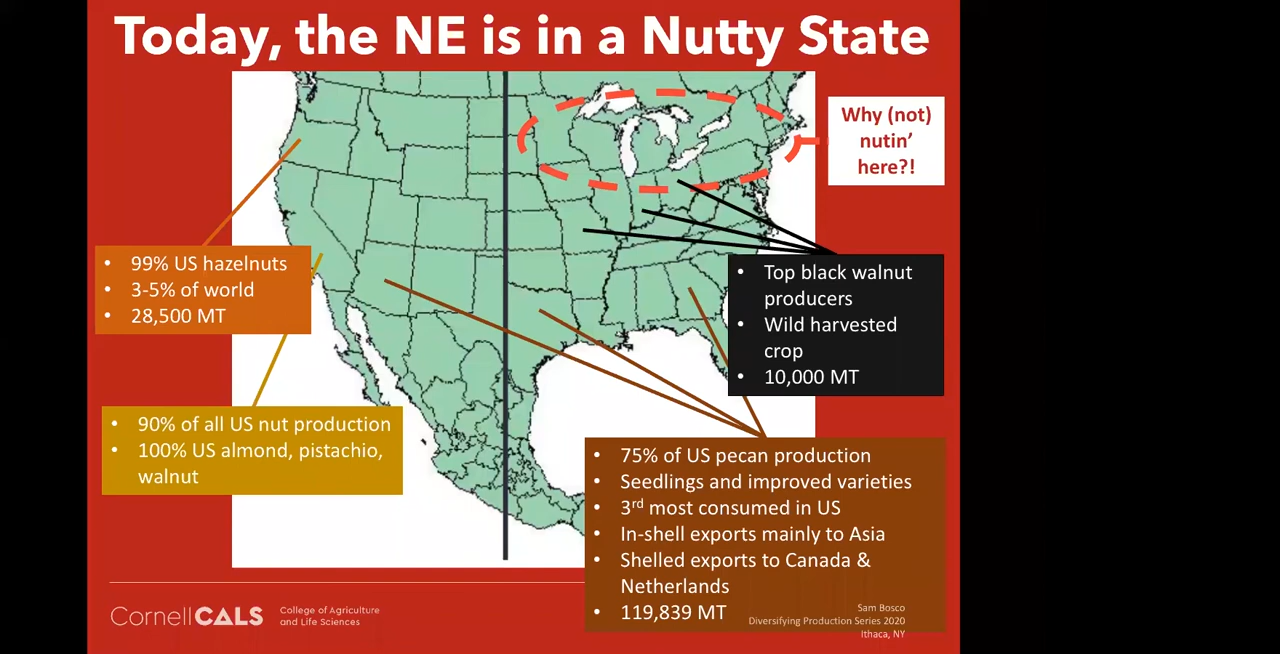 Today, the NE is in a Nutty State
Why (not)
nutin’
here?!
• 99% US hazelnuts
• 3-5% of world
• 28,500 MT
• Top black walnut
producers
• Wild harvested
crop
• 10,000 MT
• 90% of all US nut production
• 100% US almond, pistachio,
walnut
• 75% of US pecan production
• Seedlings and improved varieties
• 3rd most consumed in US
• In-shell exports mainly to Asia
• Shelled exports to Canada &
Netherlands
• 119,839 MT
CornellCALS
College of Agriculture
and Life Sciences
Sam Bosco
Diversifying Production Series 2020
Ithaca, NY